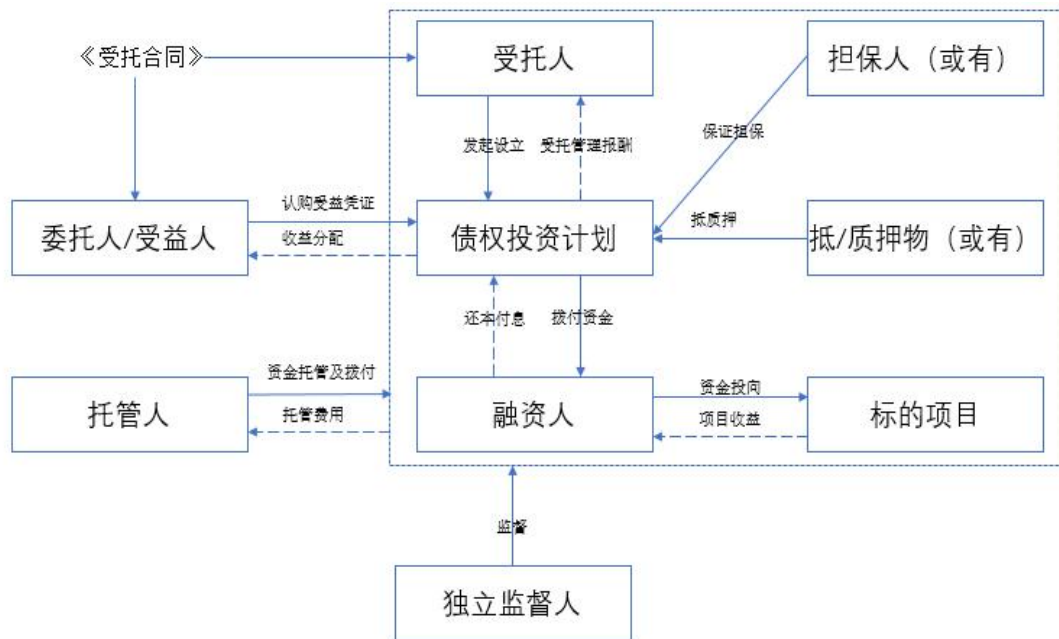 《受托合同》
受托人
担保人（或有）
发起设立
受托管理报酬
保证担保
委托人/受益人
认购受益凭证
收益分配
债权投资计划
抵质押
抵/质押物（或有）
还本付息
拨付资金
托管人
资金托管及拨付
托管费用
融资人
资金投向
项目收益
标的项目
监督
独立监督人